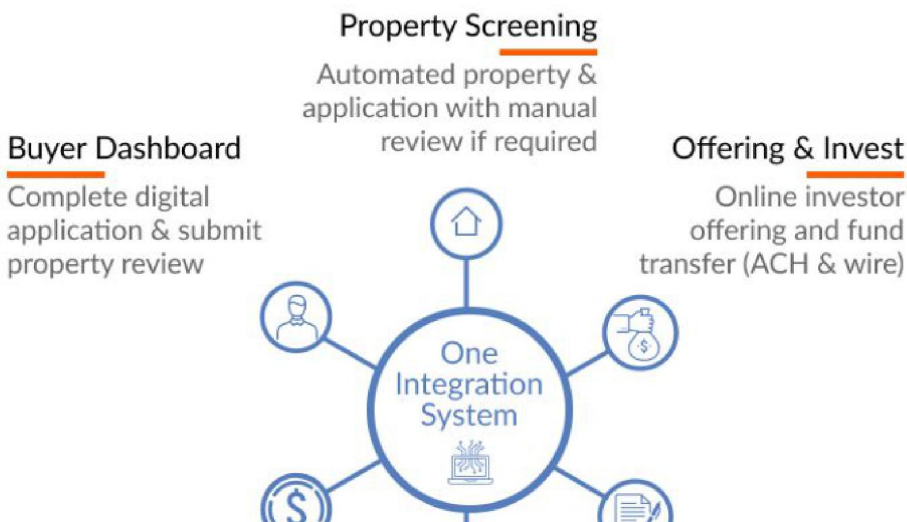 Property Screening
Automated property &
application with manual
review if required
Buyer Dashboard
Complete digital
application & submit
property review
Offering & Invest
Online investor
offering and fund
transfer (ACH & wire)
$
One
Integration
System
$